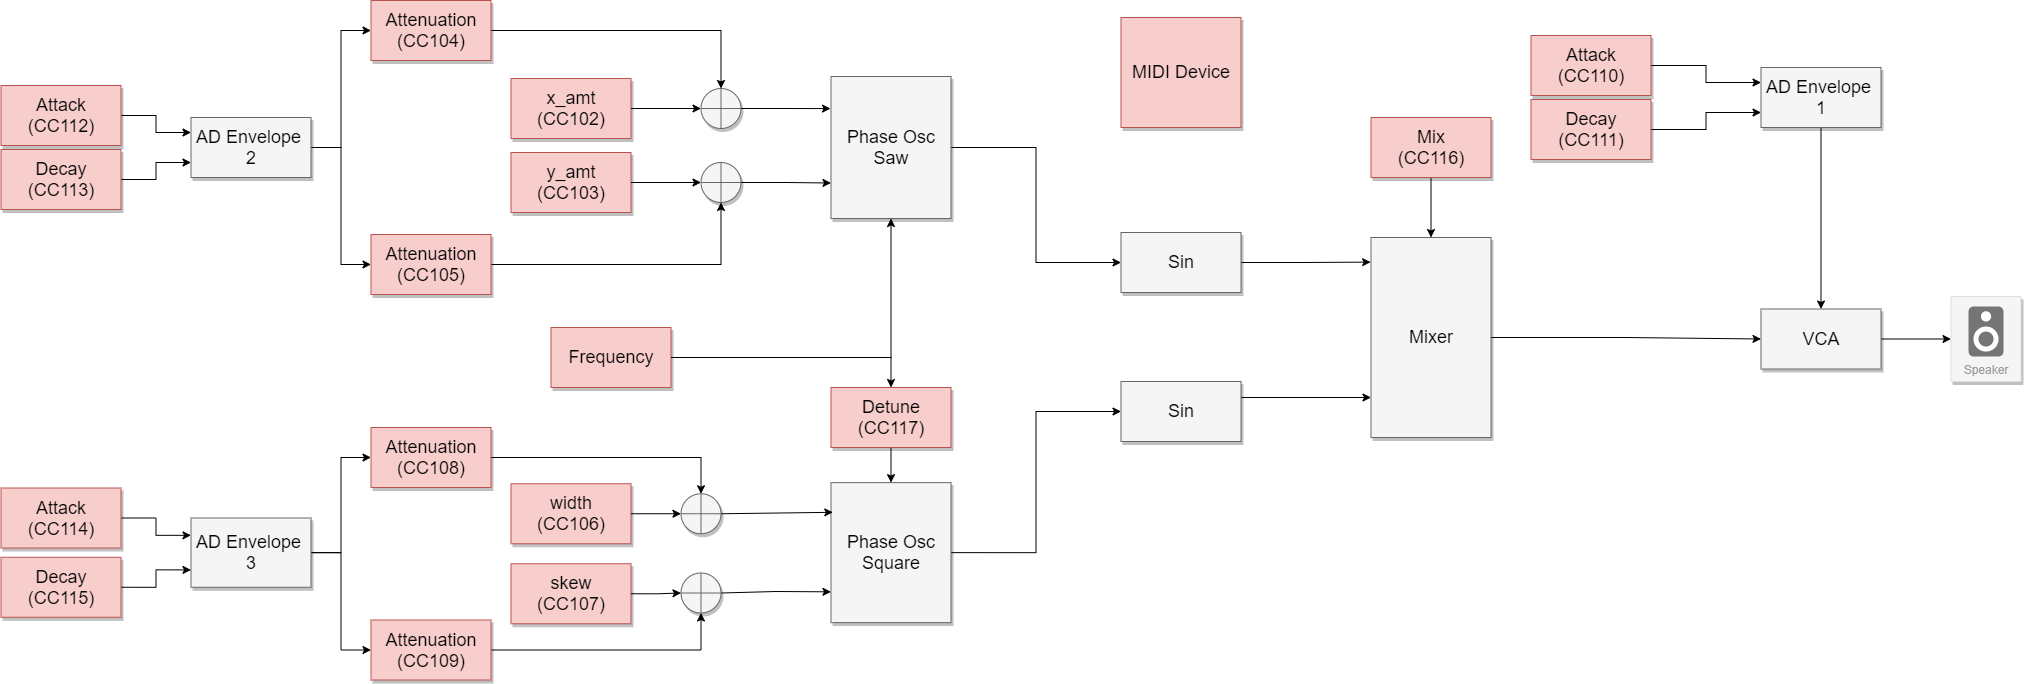 Attenuation
(CC104)
Attack
(CC112)
Decay
(CC113)
AD Envelope
2
x_amt
(CC102)
y_amt
(CC103)
Attenuation
(CC105)
Phase Osc
Saw
MIDI Device
Attack
(CC110)
Decay
(CC111)
AD Envelope
1
Mix
(CC116)
Sin
Frequency
Detune
(CC117)
Sin
Mixer
VCA
Speaker
Attenuation
(CC108)
Attack
(CC114)
Decay
(CC115)
AD Envelope
3
width
(CC106)
skew
(CC107)
Attenuation
(CC109)
Phase Osc
Square